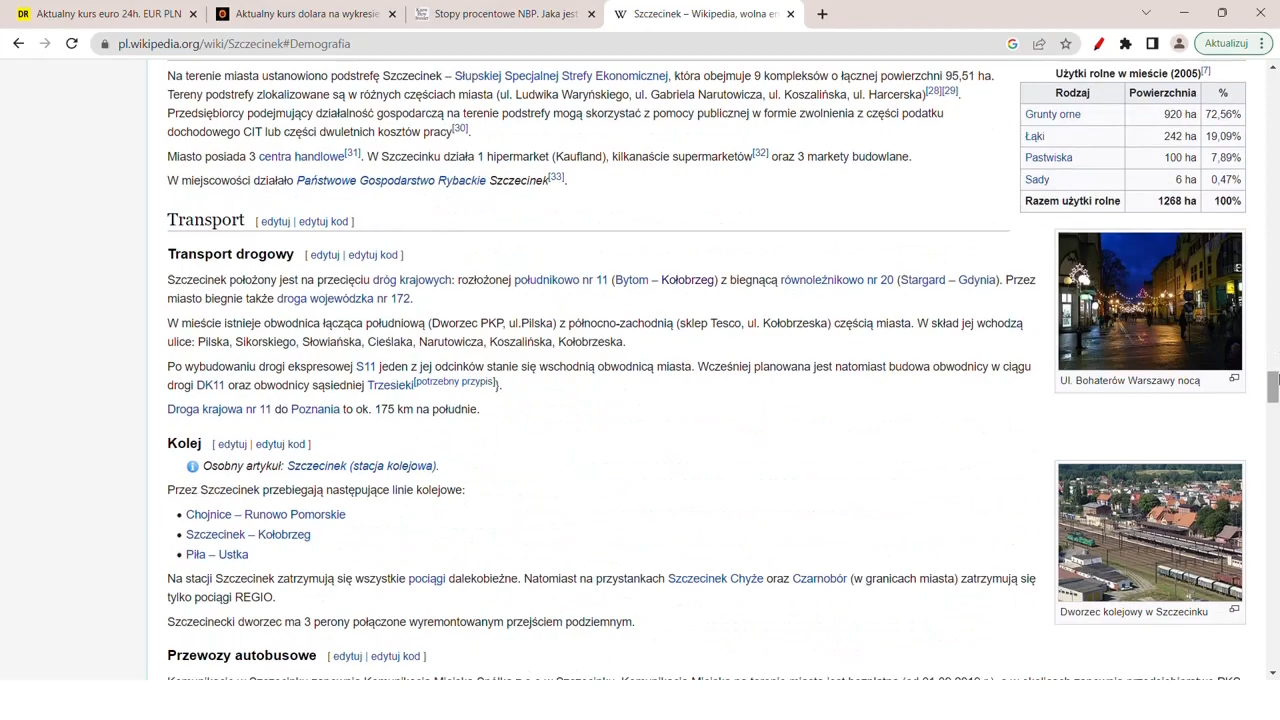 Aktualny kurs euro 24h. EUR PLN
Aktualny kurs dolara na wykresie
Stopy procentowe NBP. Jaka jest
Szczecinek – Wikipedia, wolna en
pl.wikipedia.org/wiki/Szczecinek#Demografia
Aktualizuj
Na terenie miasta ustanowiono podstrefę Szczecinek – Słupskiej Specjalnej Strefy Ekonomicznej, która obejmuje 9 kompleksów o łącznej powierzchni 95,51 ha.
Tereny podstrefy zlokalizowane są w różnych częściach miasta (ul. Ludwika Waryńskiego, ul. Gabriela Narutowicza, ul. Koszalińska, ul. Harcerska)[28][29].
Przedsiębiorcy podejmujący działalność gospodarczą na terenie podstrefy mogą skorzystać z pomocy publicznej w formie zwolnienia z części podatku
dochodowego CIT lub części dwuletnich kosztów pracy[30].
Miasto posiada 3 centra handlowe[31]. W Szczecinku działa 1 hipermarket (Kaufland), kilkanaście supermarketów[32] oraz 3 markety budowlane.
W miejscowości działało Państwowe Gospodarstwo Rybackie Szczecinek[33].
Użytki rolne w mieście (2005)[7]
Rodzaj Powierzchnia %
Grunty orne 920 ha 72,56%
Łąki 242 ha 19,09%
Pastwiska 100 ha 7,89%
Sady 6 ha 0,47%
Razem użytki rolne 1268 ha 100%
Transport [ edytuj | edytuj kod ]
Transport drogowy [ edytuj | edytuj kod ]
Szczecinek położony jest na przecięciu dróg krajowych: rozłożonej południkowo nr 11 (Bytom – Kołobrzeg) z biegnącą równoleżnikowo nr 20 (Stargard – Gdynia). Przez
miasto biegnie także droga wojewódzka nr 172.
W mieście istnieje obwodnica łącząca południową (Dworzec PKP, ul.Pilska) z północno-zachodnią (sklep Tesco, ul. Kołobrzeska) częścią miasta. W skład jej wchodzą
ulice: Pilska, Sikorskiego, Słowiańska, Cieślaka, Narutowicza, Koszalińska, Kołobrzeska.
Po wybudowaniu drogi ekspresowej S11 jeden z jej odcinków stanie się wschodnią obwodnicą miasta. Wcześniej planowana jest natomiast budowa obwodnicy w ciągu
drogi DK11 oraz obwodnicy sąsiedniej Trzesieki[potrzebny przypis]).
Droga krajowa nr 11 do Poznania to ok. 175 km na południe.
Ul. Bohaterów Warszawy nocą
Kolej [ edytuj | edytuj kod ]
Osobny artykuł: Szczecinek (stacja kolejowa).
Przez Szczecinek przebiegają następujące linie kolejowe:
• Chojnice – Runowo Pomorskie
• Szczecinek – Kołobrzeg
• Piła – Ustka
Na stacji Szczecinek zatrzymują się wszystkie pociągi dalekobieżne. Natomiast na przystankach Szczecinek Chyże oraz Czarnobór (w granicach miasta) zatrzymują się
tylko pociągi REGIO.
Szczecinecki dworzec ma 3 perony połączone wyremontowanym przejściem podziemnym.
Dworzec kolejowy w Szczecinku
Przewozy autobusowe [ edytuj | edytuj kod ]